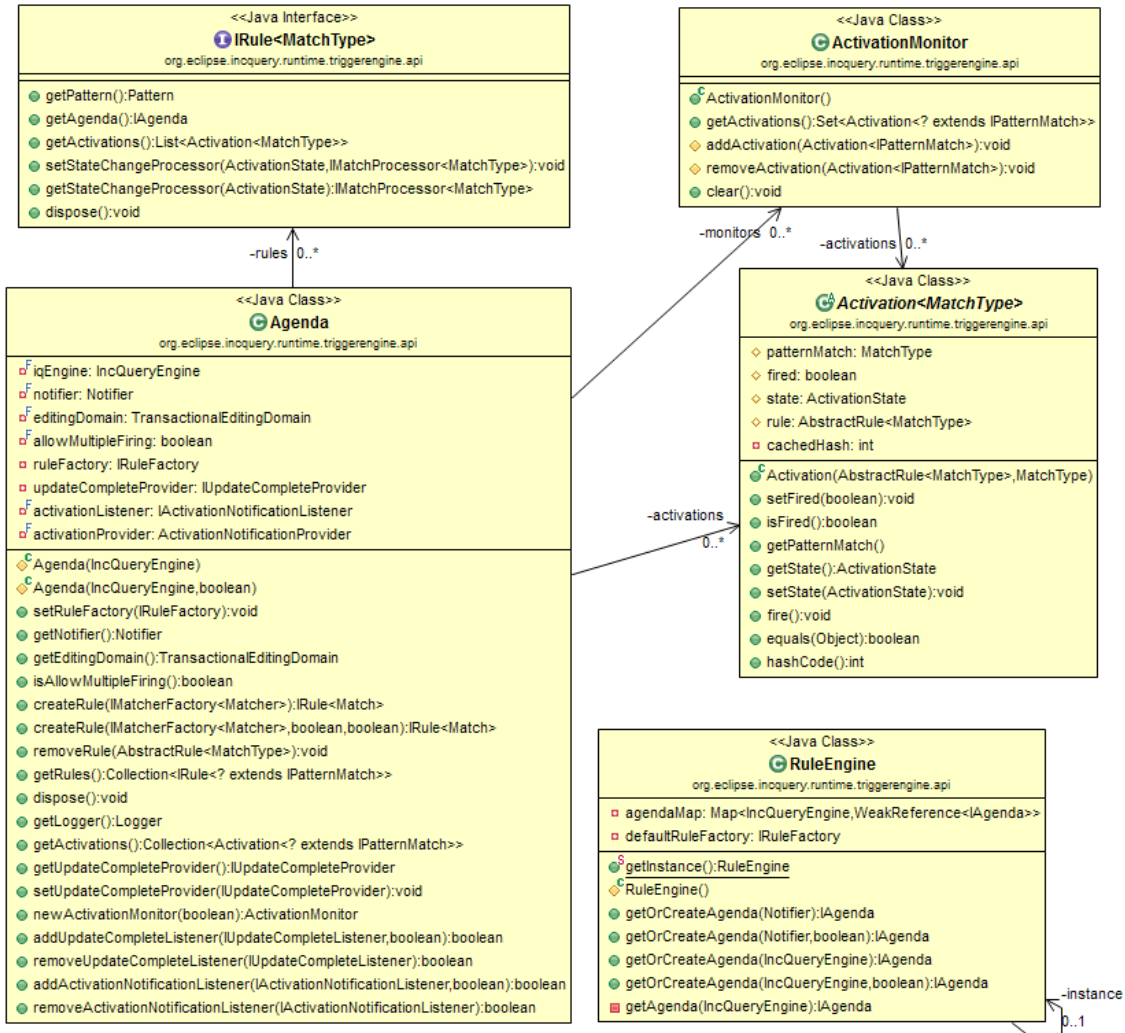 <<Java Interface>>
IRule<MatchType>
org.eclipse.incquery.runtime.triggerengine.api
getPattern():Pattern
getAgenda():IAgenda
getActivations():List<Activation<MatchType>>
setStateChangeProcessor(ActivationState,IMatchProcessor<MatchType>):void
getStateChangeProcessor(ActivationState):IMatchProcessor<MatchType>
dispose():void
<<Java Class>>
ActivationMonitor
org.eclipse.incquery.runtime.triggerengine.api
ActivationMonitor()
getActivations():Set<Activation<? extends IPatternMatch>>
addActivation(Activation<IPatternMatch>):void
removeActivation(Activation<IPatternMatch>):void
clear():void
-rules 0..*
-monitors 0..*
-activations 0..*
<<Java Class>>
Agenda
org.eclipse.incquery.runtime.triggerengine.api
iqEngine: IncQueryEngine
notifier: Notifier
editingDomain: TransactionalEditingDomain
allowMultipleFiring: boolean
ruleFactory: IRuleFactory
updateCompleteProvider: IUpdateCompleteProvider
activationListener: IActivationNotificationListener
activationProvider: ActivationNotificationProvider
Agenda(IncQueryEngine)
Agenda(IncQueryEngine,boolean)
setRuleFactory(IRuleFactory):void
getNotifier():Notifier
getEditingDomain():TransactionalEditingDomain
isAllowMultipleFiring():boolean
createRule(IMatcherFactory<Matcher>):IRule<Match>
createRule(IMatcherFactory<Matcher>,boolean,boolean):IRule<Match>
removeRule(AbstractRule<MatchType>):void
getRules():Collection<IRule<? extends IPatternMatch>>
dispose():void
getLogger():Logger
getActivations():Collection<Activation<? extends IPatternMatch>>
getUpdateCompleteProvider():IUpdateCompleteProvider
setUpdateCompleteProvider(IUpdateCompleteProvider):void
newActivationMonitor(boolean):ActivationMonitor
addUpdateCompleteListener(IUpdateCompleteListener,boolean):boolean
removeUpdateCompleteListener(IUpdateCompleteListener):boolean
addActivationNotificationListener(IActivationNotificationListener,boolean):boolean
removeActivationNotificationListener(IActivationNotificationListener):boolean
-activations
0..*
<<Java Class>>
Activation<MatchType>
org.eclipse.incquery.runtime.triggerengine.api
patternMatch: MatchType
fired: boolean
state: ActivationState
rule: AbstractRule<MatchType>
cachedHash: int
Activation(AbstractRule<MatchType>,MatchType)
setFired(boolean):void
isFired():boolean
getPatternMatch()
getState():ActivationState
setState(ActivationState):void
fire():void
equals(Object):boolean
hashCode():int
<<Java Class>>
RuleEngine
org.eclipse.incquery.runtime.triggerengine.api
agendaMap: Map<IncQueryEngine,WeakReference<IAgenda>>
defaultRuleFactory: IRuleFactory
getInstance():RuleEngine
RuleEngine()
getOrCreateAgenda(Notifier):IAgenda
getOrCreateAgenda(Notifier,boolean):IAgenda
getOrCreateAgenda(IncQueryEngine):IAgenda
getOrCreateAgenda(IncQueryEngine,boolean):IAgenda
getAgenda(IncQueryEngine):IAgenda
-instance
0..1